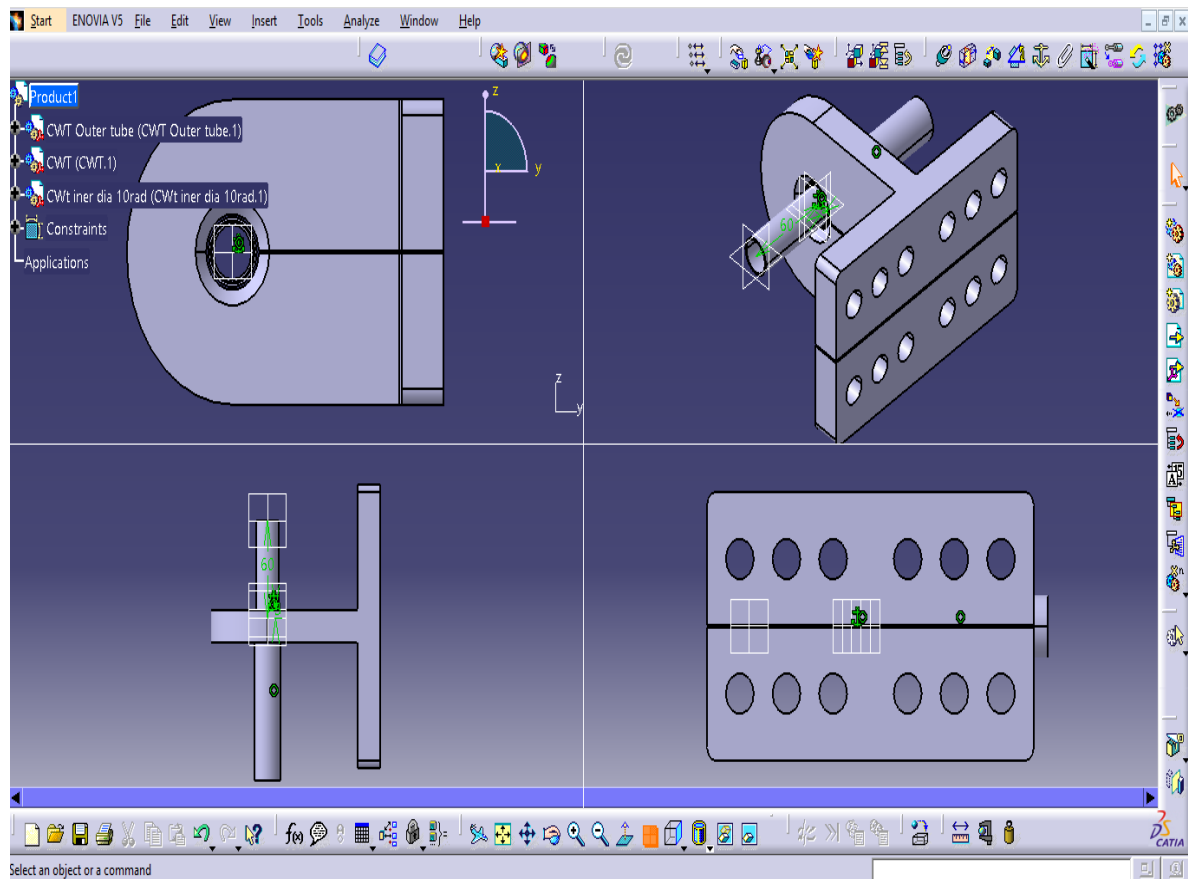 Start ENOVIA V5 File Edit View Insert Tools Analyze Window Help
Product1
CWT Outer tube (CWT Outer tube.1)
CWT (CWT.1)
CWt iner dia 10rad (CWt iner dia 10rad.1)
Constraints
Applications
z
x
y
z
y
60
60
f(x)
CATIA
Select an object or a command